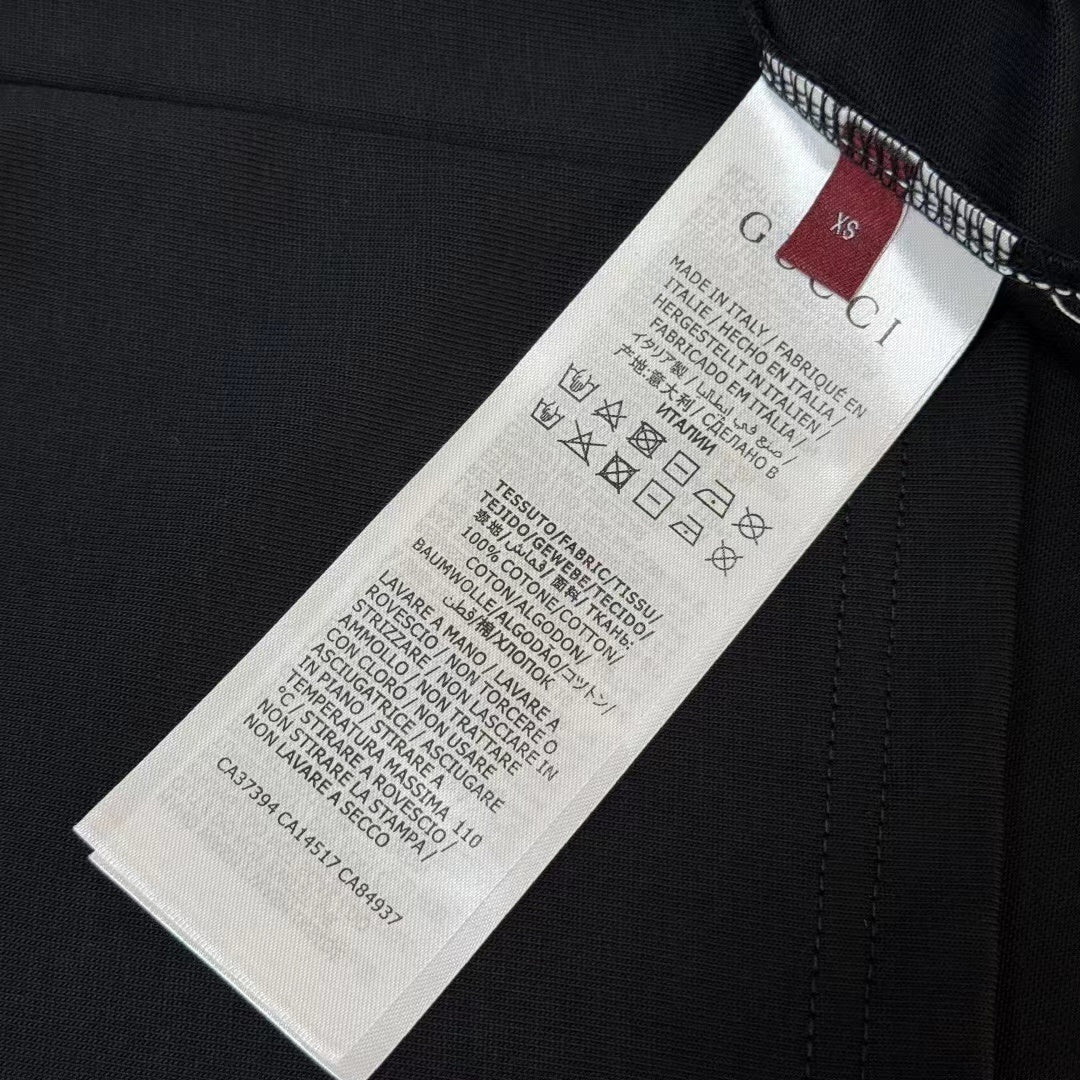 XS
GUCCI
MADE IN ITALY / FABRIQUÉ EN
ITALIE / HECHO EN ITALIA /
HERGESTELLT IN ITALIEN /
FABRICADO EM ITÁLIA /
イタリア製 / صنع في إيطاليا /
产地:意大利 / СДЕЛАНО В
ИТАЛИИ
TESSUTO/FABRIC/TISSU/
TEJIDO/GEWEBE/TECIDO/
表地/قماش/面料/ТКАНЬ:
100% COTONE/COTTON/
COTON/ALGODON/
BAUMWOLLE/ALGODÃO/コットン/
قطن/棉/ХЛОПОК
LAVARE A MANO / LAVARE A
ROVESCIO / NON TORCERE O
STRIZZARE / NON LASCIARE IN
AMMOLLO / NON TRATTARE
CON CLORO / NON USARE
ASCIUGATRICE / ASCIUGARE
IN PIANO / STIRARE A
TEMPERATURA MASSIMA 110
°C / STIRARE A ROVESCIO /
NON STIRARE LA STAMPA /
NON LAVARE A SECCO
CA37394 CA14517 CA84937